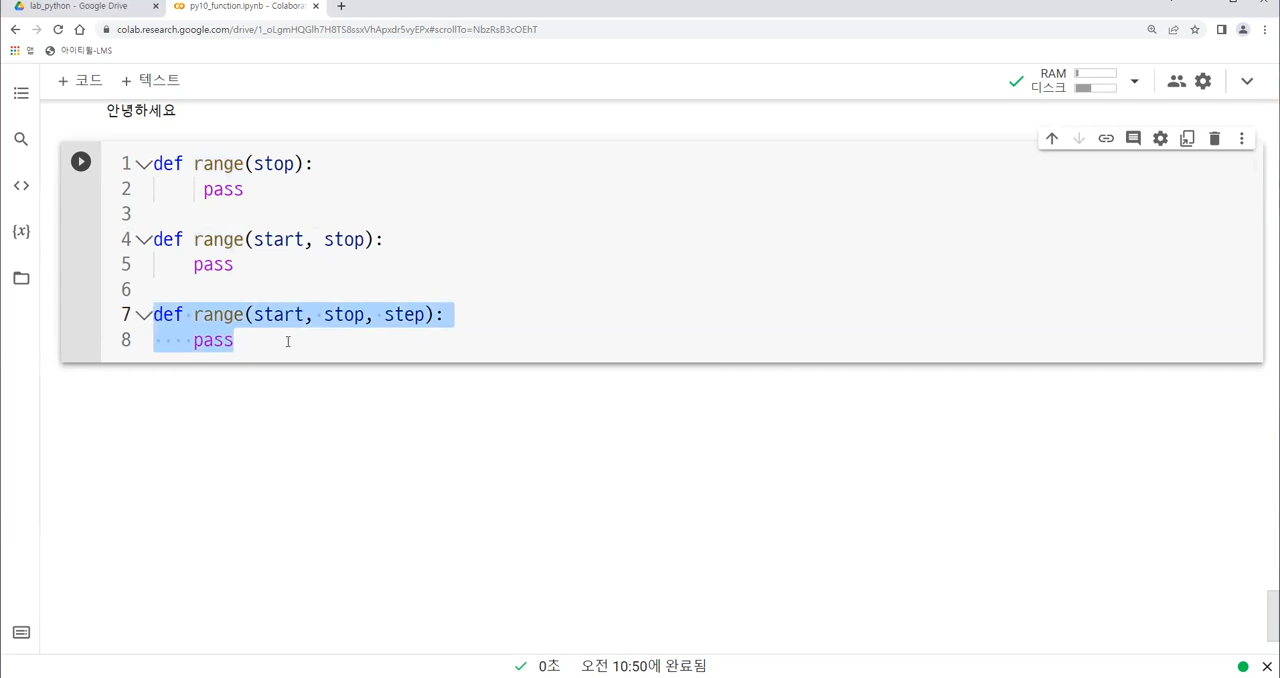 lab_python - Google Drive
py10_function.ipynb - Colabora
colab.research.google.com/drive/1_oLgmHQGlh7H8TS8ssxVhApxdr5vyEPx#scrollTo=NbzRsB3cOEhT
앱 아이티윌-LMS
+ 코드 + 텍스트
RAM
디스크
안녕하세요
1 def range(stop):
2 pass
3
4 def range(start, stop):
5 pass
6
7 def range(start, stop, step):
8 pass
0초 오전 10:50에 완료됨